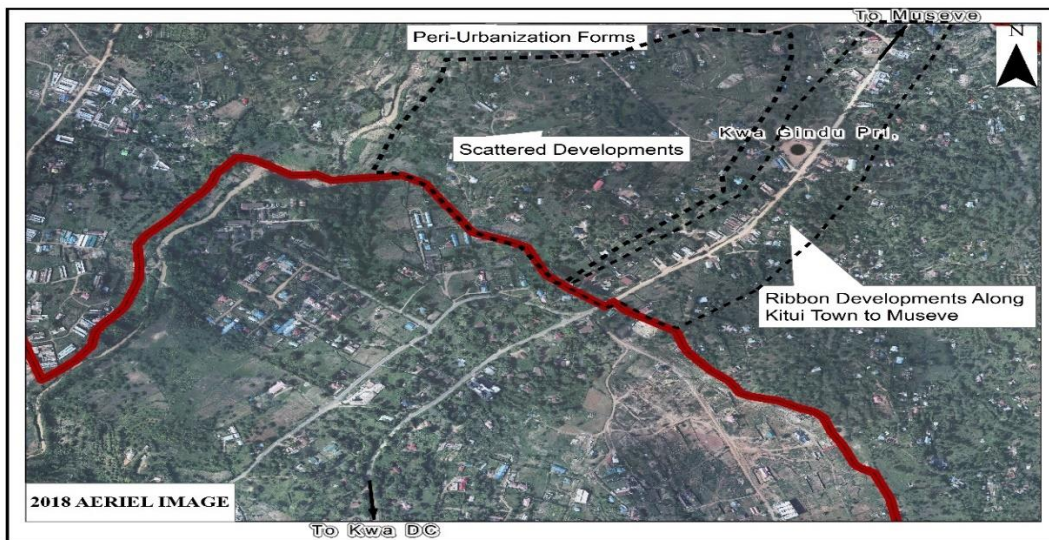 To Museve
Peri-Urbanization Forms
N
Kwa Gindu Pri,
Scattered Developments
Ribbon Developments Along
Kitui Town to Museve
2018 AERIEL IMAGE
To Kwa DC